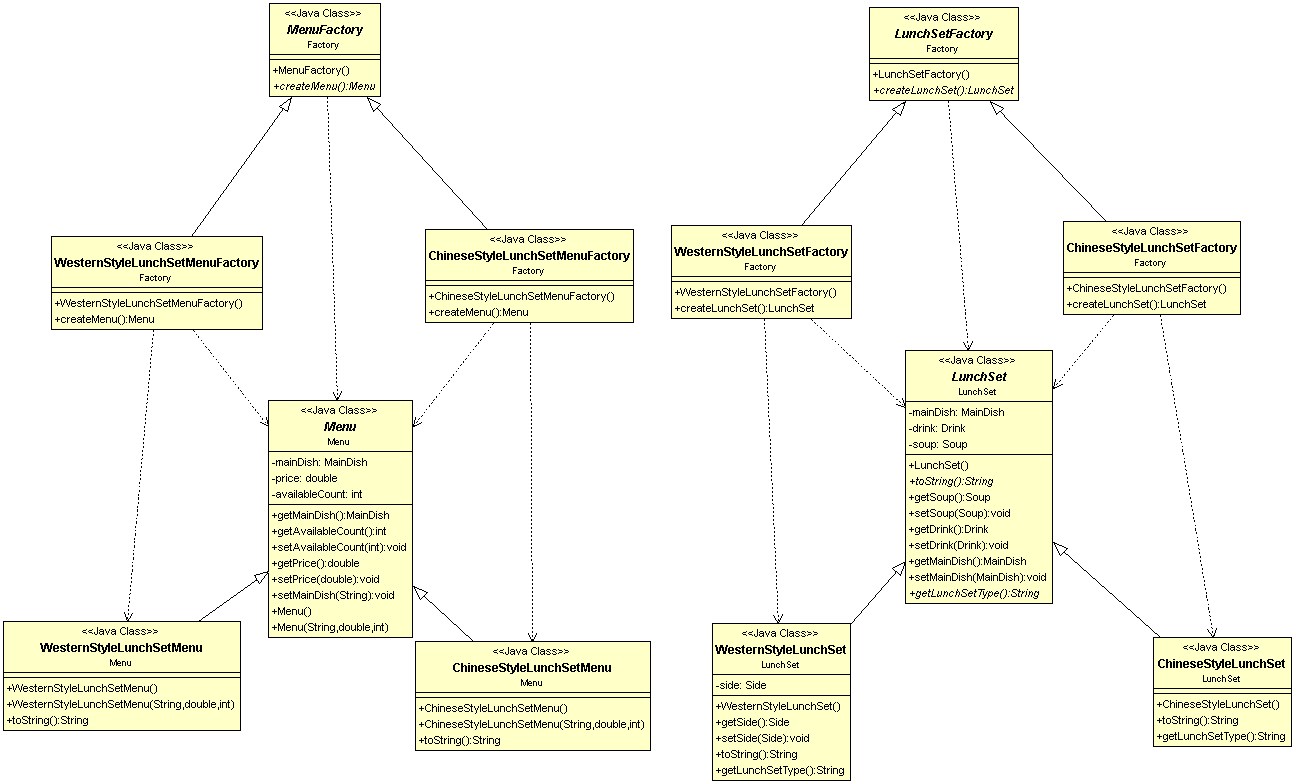 <<Java Class>>
MenuFactory
Factory
+MenuFactory()
+createMenu():Menu
<<Java Class>>
LunchSetFactory
Factory
+LunchSetFactory()
+createLunchSet():LunchSet
<<Java Class>>
WesternStyleLunchSetMenuFactory
Factory
+WesternStyleLunchSetMenuFactory()
+createMenu():Menu
<<Java Class>>
ChineseStyleLunchSetMenuFactory
Factory
+ChineseStyleLunchSetMenuFactory()
+createMenu():Menu
<<Java Class>>
WesternStyleLunchSetFactory
Factory
+WesternStyleLunchSetFactory()
+createLunchSet():LunchSet
<<Java Class>>
ChineseStyleLunchSetFactory
Factory
+ChineseStyleLunchSetFactory()
+createLunchSet():LunchSet
<<Java Class>>
Menu
Menu
-mainDish: MainDish
-price: double
-availableCount: int
+getMainDish():MainDish
+getAvailableCount():int
+setAvailableCount(int):void
+getPrice():double
+setPrice(double):void
+setMainDish(String):void
+Menu()
+Menu(String,double,int)
<<Java Class>>
LunchSet
LunchSet
-mainDish: MainDish
-drink: Drink
-soup: Soup
+LunchSet()
+toString():String
+getSoup():Soup
+setSoup(Soup):void
+getDrink():Drink
+setDrink(Drink):void
+getMainDish():MainDish
+setMainDish(MainDish):void
+getLunchSetType():String
<<Java Class>>
WesternStyleLunchSetMenu
Menu
+WesternStyleLunchSetMenu()
+WesternStyleLunchSetMenu(String,double,int)
+toString():String
<<Java Class>>
ChineseStyleLunchSetMenu
Menu
+ChineseStyleLunchSetMenu()
+ChineseStyleLunchSetMenu(String,double,int)
+toString():String
<<Java Class>>
WesternStyleLunchSet
LunchSet
-side: Side
+WesternStyleLunchSet()
+getSide():Side
+setSide(Side):void
+toString():String
+getLunchSetType():String
<<Java Class>>
ChineseStyleLunchSet
LunchSet
+ChineseStyleLunchSet()
+toString():String
+getLunchSetType():String